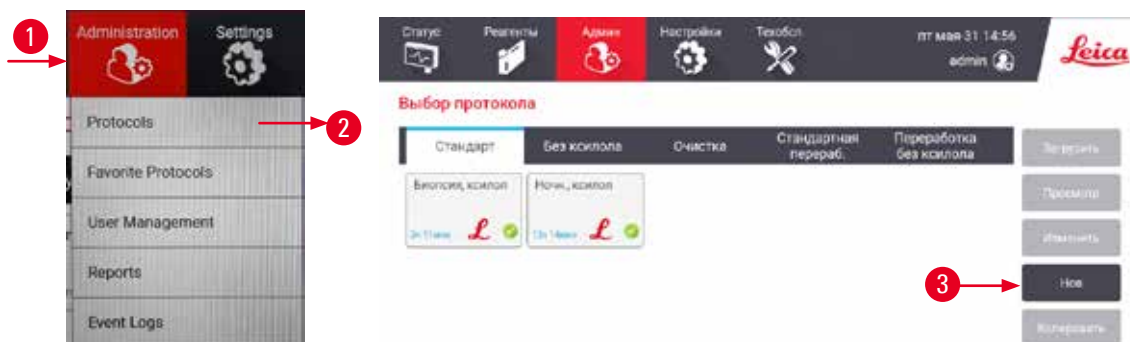 1
Administration
Settings
Protocols
2
Favorite Protocols
User Management
Reports
Event Logs
Статус
Реагенты
Админ
Настройки
Техобсл.
пт мая 31 14:56
admin
Leica
Выбор протокола
Стандарт
Без ксилола
Очистка
Стандартная
перераб.
Переработка
без ксилола
Загрузить
Биопсия, ксилол
Ночн., ксилол
Просмотр
Изменить
3
Нов
Копировать